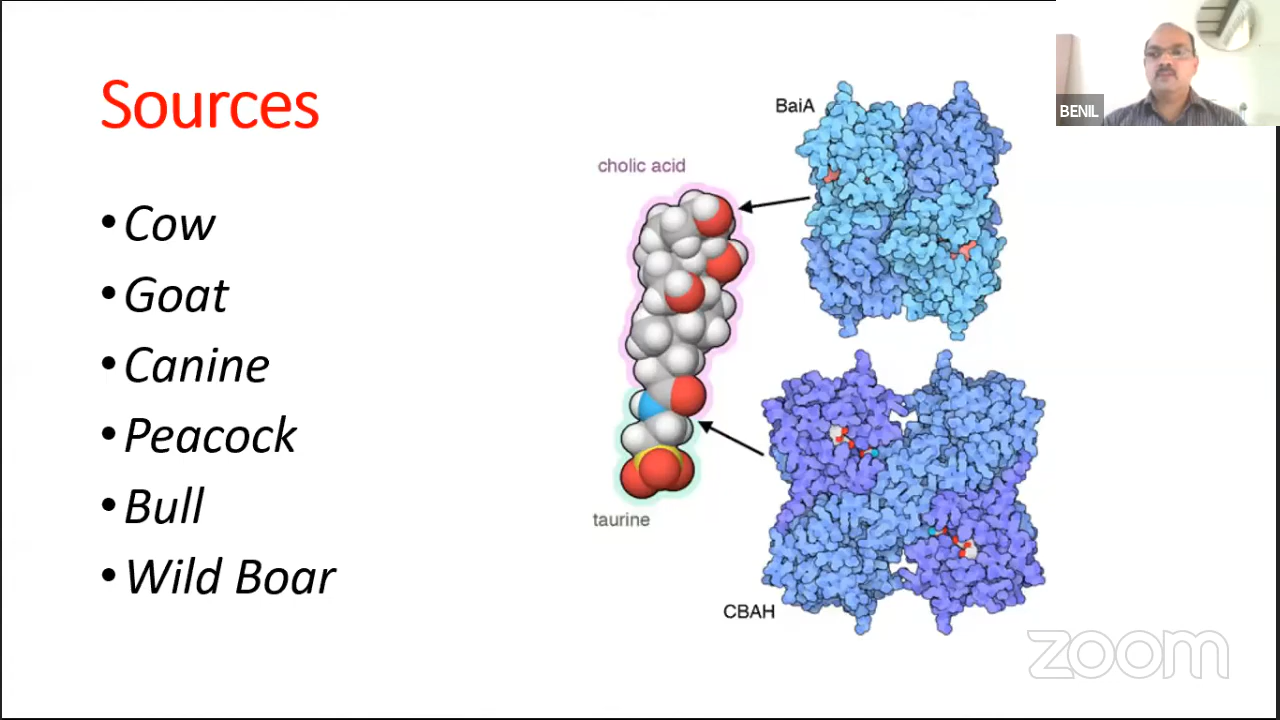 Sources
• Cow
• Goat
• Canine
• Peacock
• Bull
• Wild Boar
cholic acid
taurine
BaiA
CBAH
BENIL
zoom